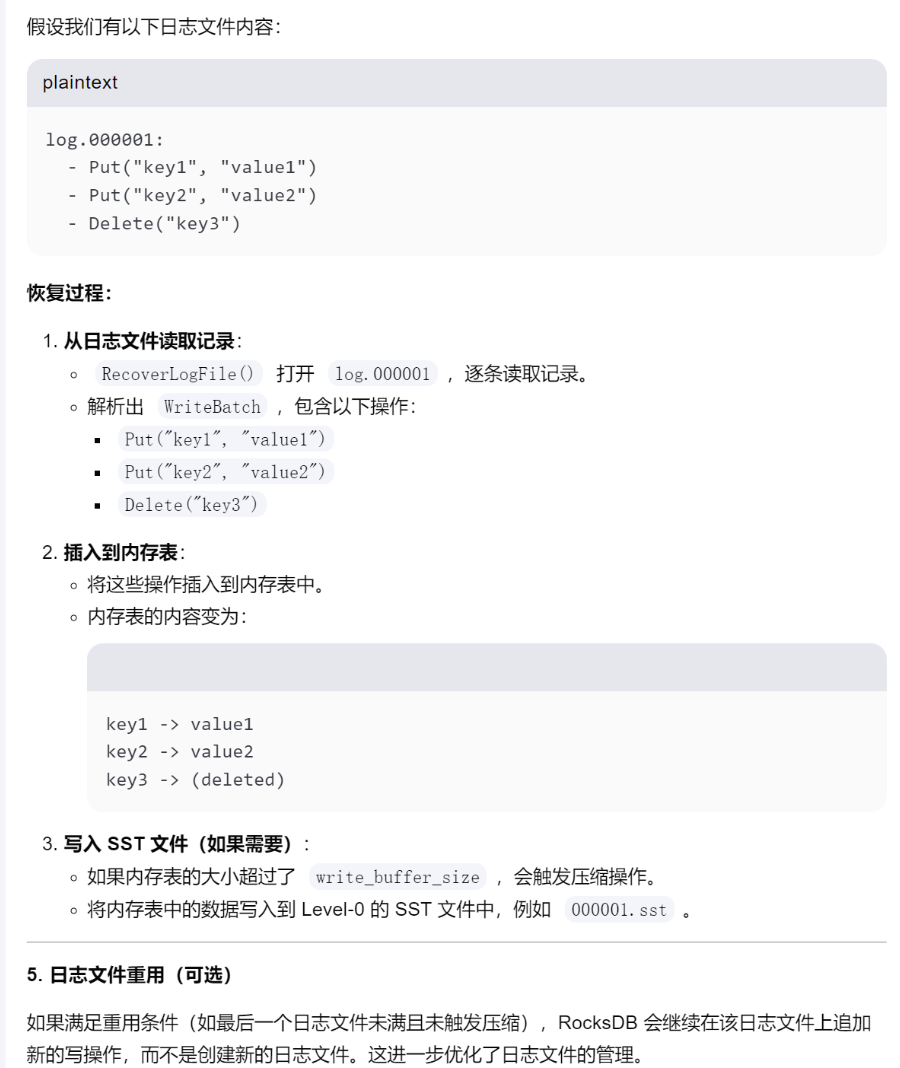 假设我们有以下日志文件内容：
plaintext
log.000001:
- Put("key1", "value1")
- Put("key2", "value2")
- Delete("key3")
恢复过程：
1. 从日志文件读取记录：
RecoverLogFile() 打开 log.000001 ，逐条读取记录。
解析出 WriteBatch ，包含以下操作：
Put("key1", "value1")
Put("key2", "value2")
Delete("key3")
2. 插入到内存表：
将这些操作插入到内存表中。
内存表的内容变为：
key1 -> value1
key2 -> value2
key3 -> (deleted)
3. 写入 SST 文件（如果需要）：
如果内存表的大小超过了 write_buffer_size ，会触发压缩操作。
将内存表中的数据写入到 Level-0 的 SST 文件中，例如 000001.sst 。
5. 日志文件重用（可选）
如果满足重用条件（如最后一个日志文件未满且未触发压缩），RocksDB 会继续在该日志文件上追加
新的写操作，而不是创建新的日志文件。这进一步优化了日志文件的管理。